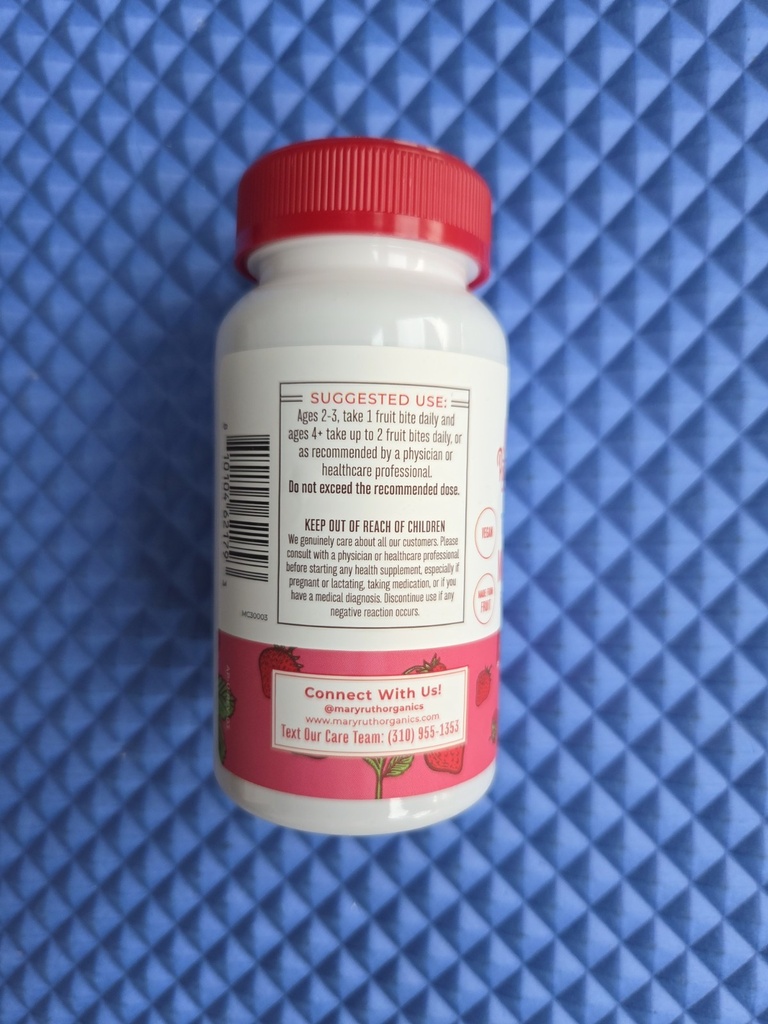 SUGGESTED USE:
Ages 2-3, take 1 fruit bite daily and
ages 4+ take up to 2 fruit bites daily, or
as recommended by a physician or
healthcare professional.
Do not exceed the recommended dose.
KEEP OUT OF REACH OF CHILDREN
We genuinely care about all our customers. Please
consult with a physician or healthcare professional
before starting any health supplement, especially if
pregnant or lactating, taking medication, or if you
have a medical diagnosis. Discontinue use if any
negative reaction occurs.
MC30003
VEGAN
MADE FROM
FRUIT
Connect With Us!
@maryruthorganics
www.maryruthorganics.com
Text Our Care Team: (310) 955-1353